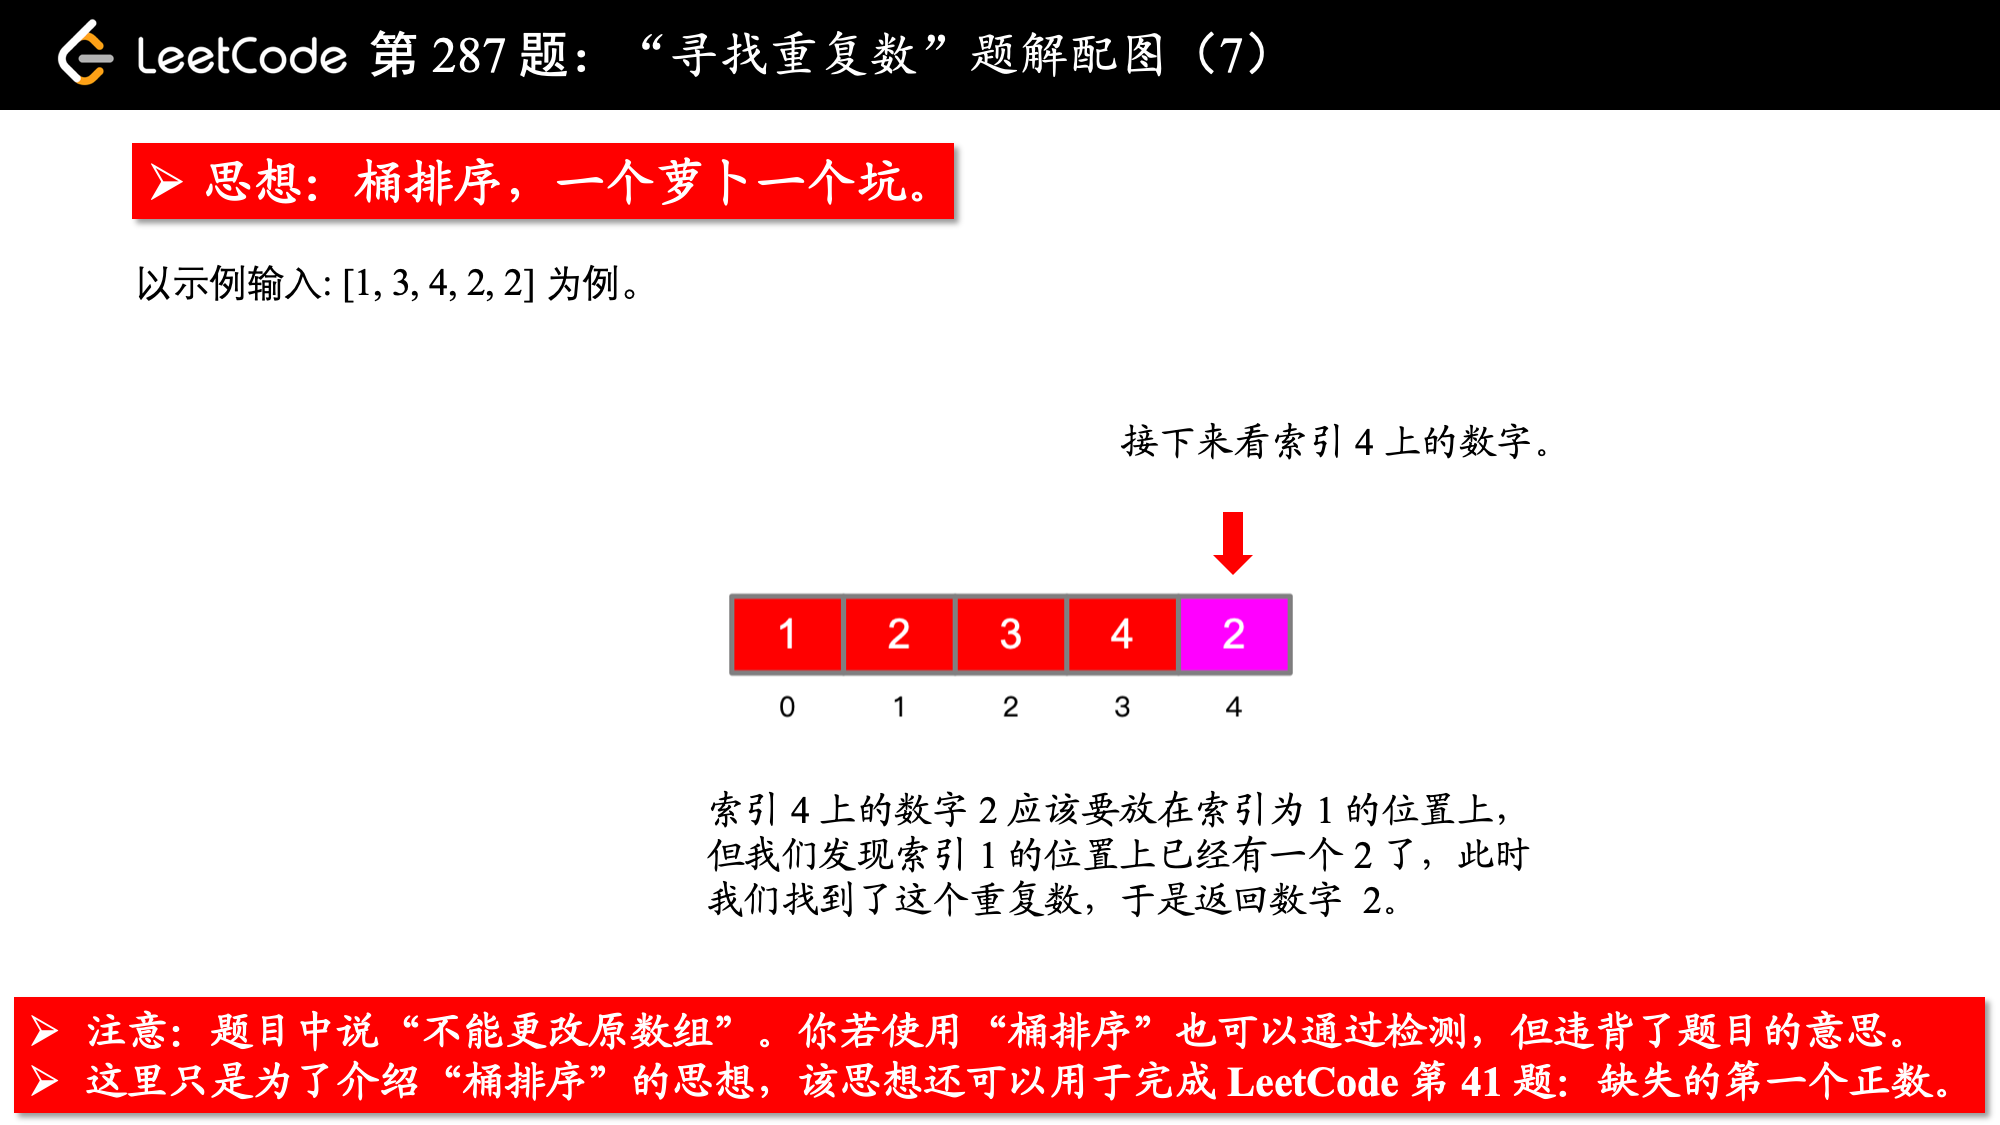 LeetCode 第 287 题：“寻找重复数”题解配图（7）
➢ 思想：桶排序，一个萝卜一个坑。
以示例输入: [1, 3, 4, 2, 2] 为例。
接下来看索引 4 上的数字。
1 2 3 4 2
0 1 2 3 4
索引 4 上的数字 2 应该要放在索引为 1 的位置上，
但我们发现索引 1 的位置上已经有一个 2 了，此时
我们找到了这个重复数，于是返回数字 2。
➢ 注意：题目中说“不能更改原数组”。你若使用“桶排序”也可以通过检测，但违背了题目的意思。
➢ 这里只是为了介绍“桶排序”的思想，该思想还可以用于完成 LeetCode 第 41 题：缺失的第一个正数。